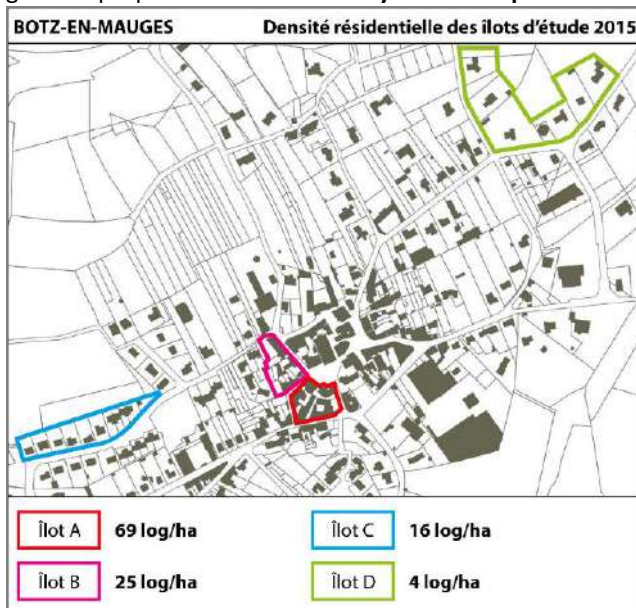 BOTZ-EN-MAUGES Densité résidentielle des îlots d'étude 2015
Îlot A 69 log/ha
Îlot C 16 log/ha
Îlot B 25 log/ha
Îlot D 4 log/ha